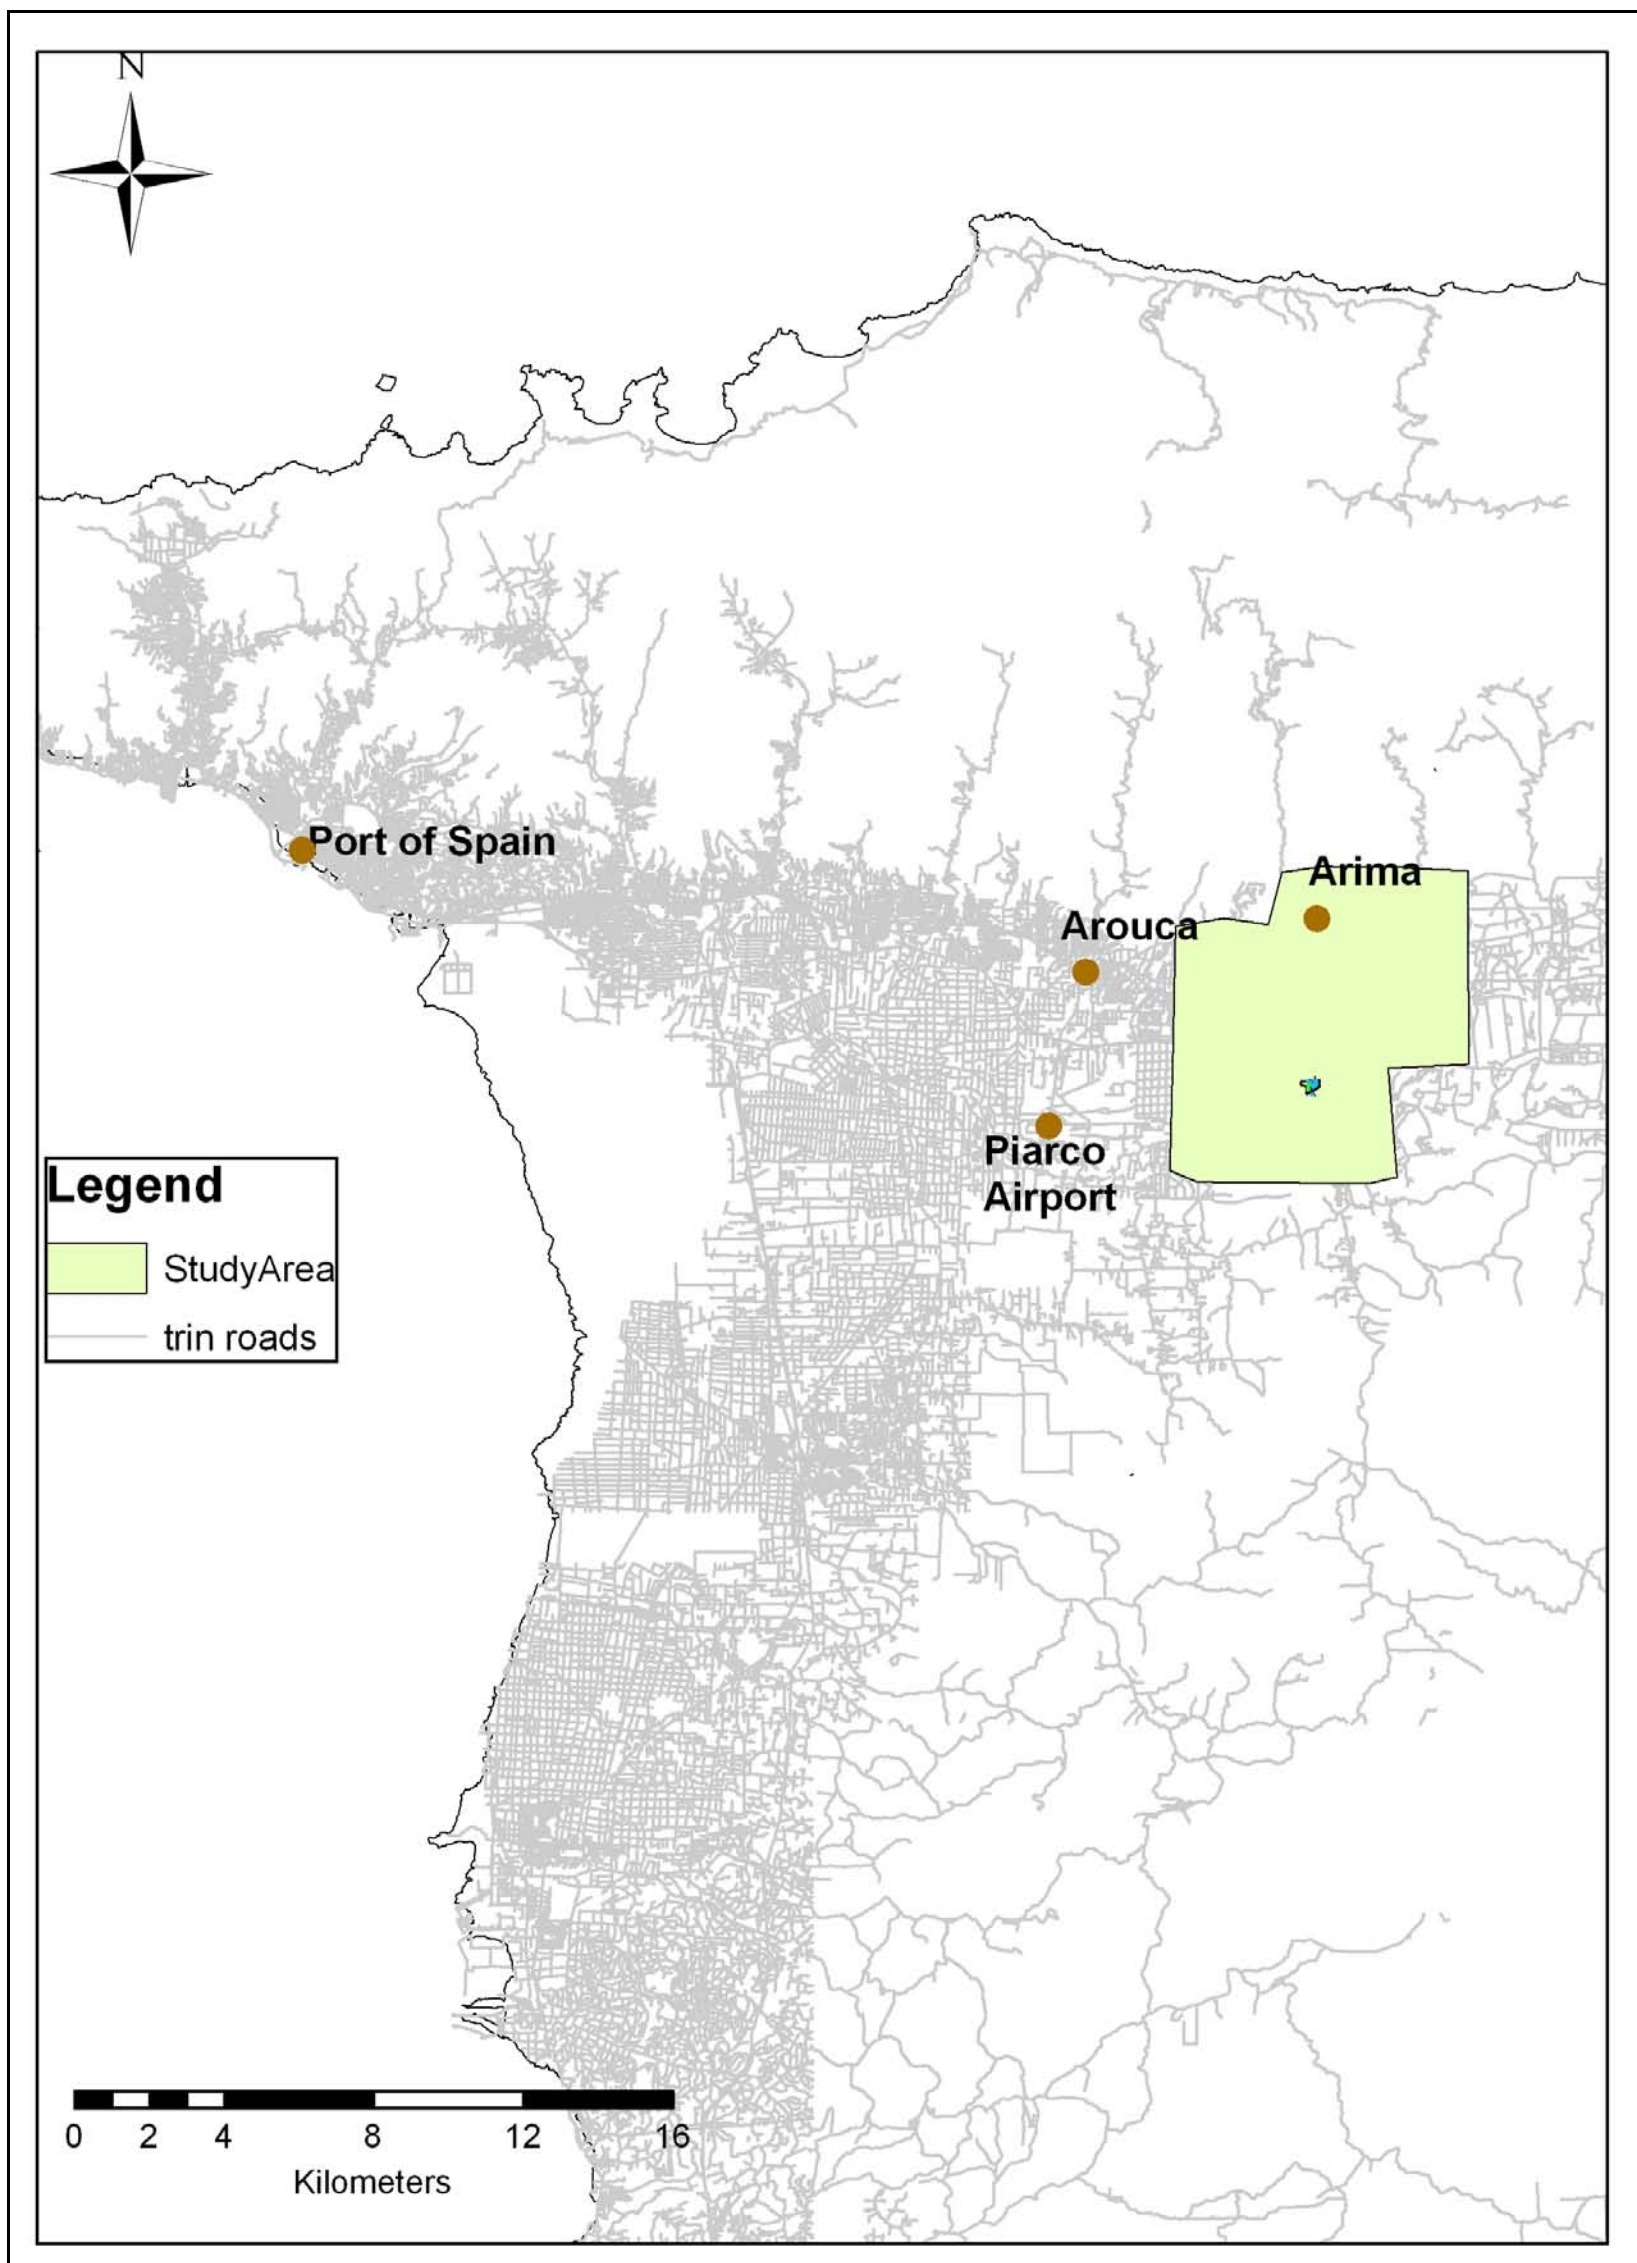 N
Port of Spain
Arima
Arouca
Piarco
Airport
Legend
StudyArea
trin roads
0 2 4 8 12 16
Kilometers